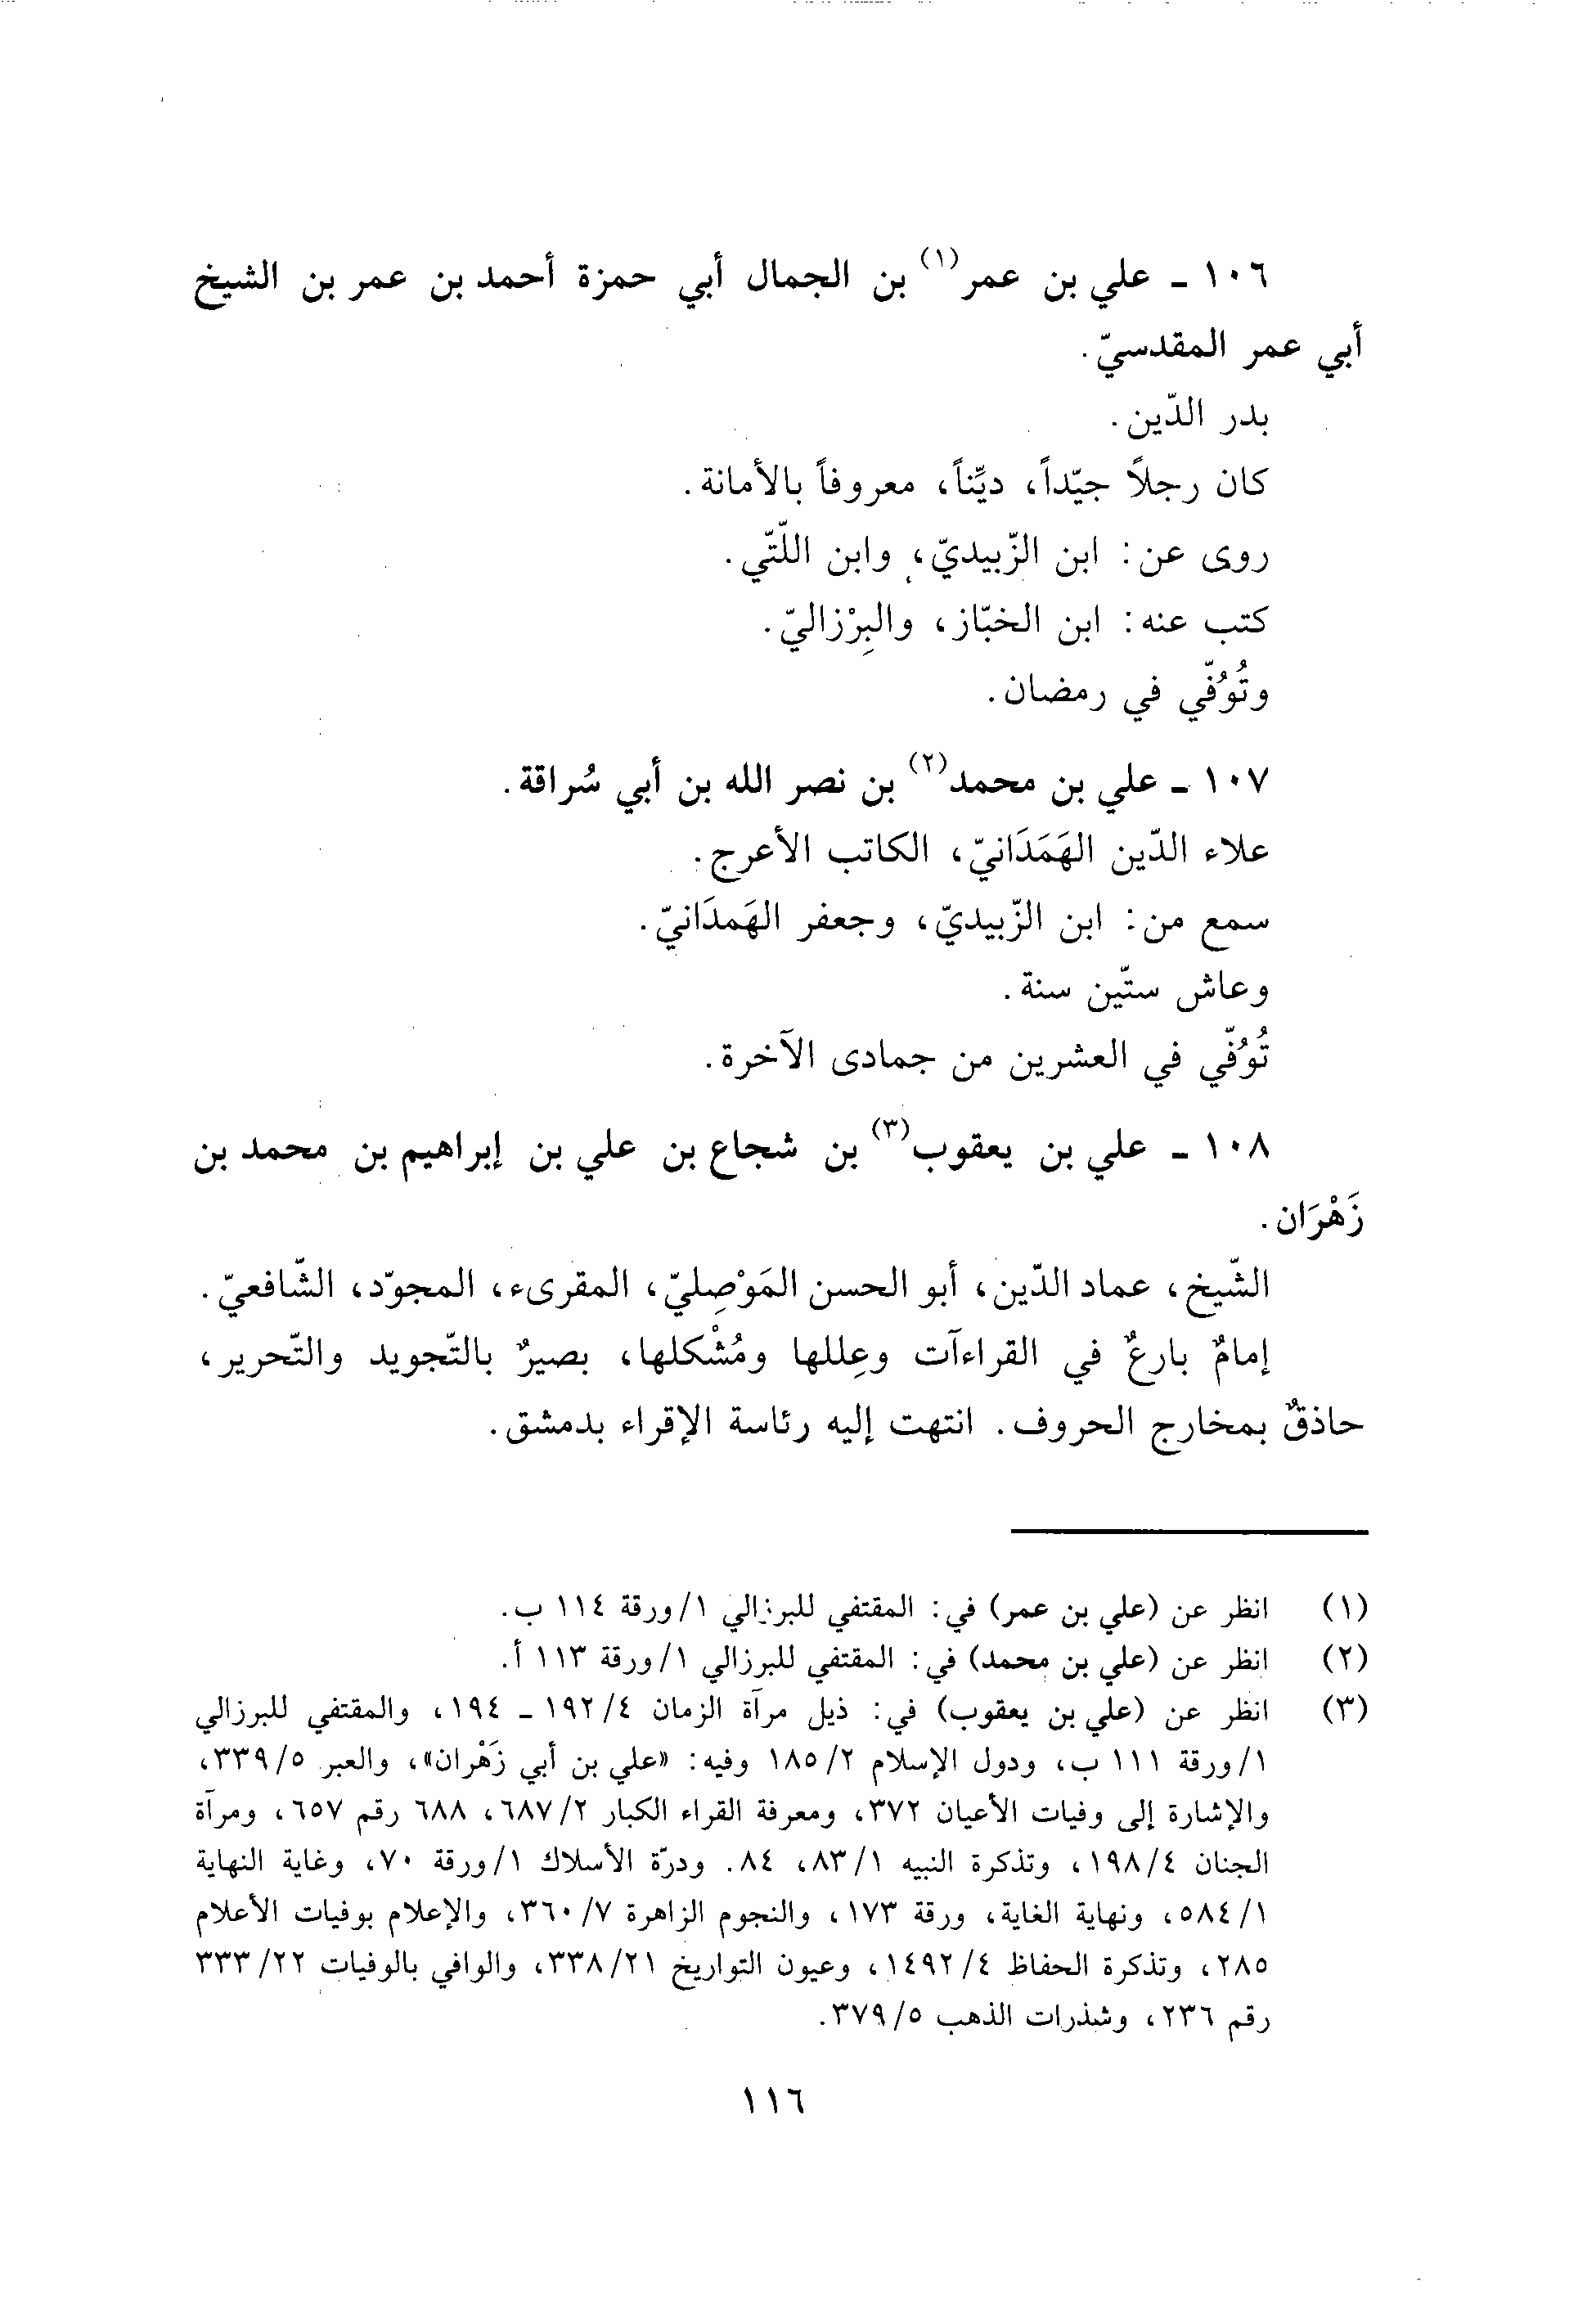 ١٠٦ ـ علي بن عمر(١) بن الجمال أبي حمزة أحمد بن عمر بن الشيخ
أبي عمر المقدسيّ.
بدر الدّين.
كان رجلاً جيّداً، ديِّناً، معروفاً بالأمانة.
روى عن: ابن الزّبيديّ، وابن اللّتّي.
كتب عنه: ابن الخبّاز، والبِرْزاليّ.
وتُوُفّي في رمضان.
١٠٧ ـ علي بن محمد(٢) بن نصر الله بن أبي سُراقة.
علاء الدّين الهَمَدَانيّ، الكاتب الأعرج.
سمع من: ابن الزّبيديّ، وجعفر الهَمدَانيّ.
وعاش ستّين سنة.
تُوُفّي في العشرين من جمادى الآخرة.
١٠٨ ـ علي بن يعقوب(٣) بن شجاع بن علي بن إبراهيم بن محمد بن
زَهْرَان.
الشّيخ، عماد الدّين، أبو الحسن المَوْصِليّ، المقرىء، المجوّد، الشّافعيّ.
إمامٌ بارعٌ في القراءآت وعِللها ومُشْكلها، بصيرٌ بالتّجويد والتّحرير،
حاذقٌ بمخارج الحروف. انتهت إليه رئاسة الإقراء بدمشق.
(١) انظر عن (علي بن عمر) في: المقتفي للبرزالي ١/ورقة ١١٤ ب.
(٢) انظر عن (علي بن محمد) في: المقتفي للبرزالي ١/ورقة ١١٣ أ.
(٣) انظر عن (علي بن يعقوب) في: ذيل مرآة الزمان ٤/١٩٢ ـ ١٩٤، والمقتفي للبرزالي
١/ورقة ١١١ ب، ودول الإسلام ٢/١٨٥ وفيه: «علي بن أبي زَهْران»، والعبر ٥/٣٣٩،
والإشارة إلى وفيات الأعيان ٣٧٢، ومعرفة القراء الكبار ٢/٦٨٧، ٦٨٨ رقم ٦٥٧، ومرآة
الجنان ٤/١٩٨، وتذكرة النبيه ١/٨٣، ٨٤. ودرّة الأسلاك ١/ورقة ٧٠، وغاية النهاية
١/٥٨٤، ونهاية الغاية، ورقة ١٧٣، والنجوم الزاهرة ٧/٣٦٠، والإعلام بوفيات الأعلام
٢٨٥، وتذكرة الحفاظ ٤/١٤٩٢، وعيون التواريخ ٢١/٣٣٨، والوافي بالوفيات ٢٢/٣٣٣
رقم ٢٣٦، وشذرات الذهب ٥/٣٧٩.
١١٦